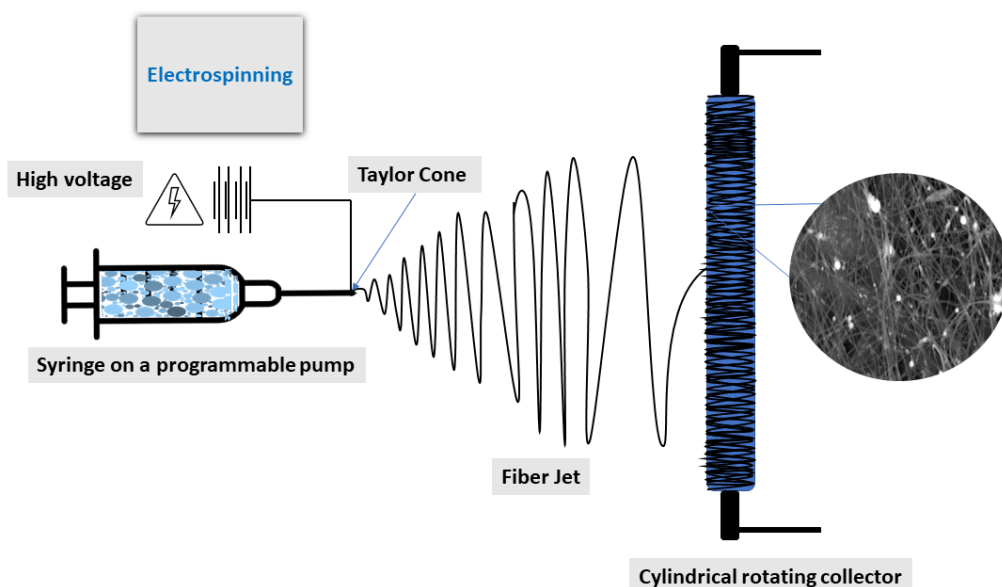 Electrospinning
High voltage
Taylor Cone
Syringe on a programmable pump
Fiber Jet
Cylindrical rotating collector